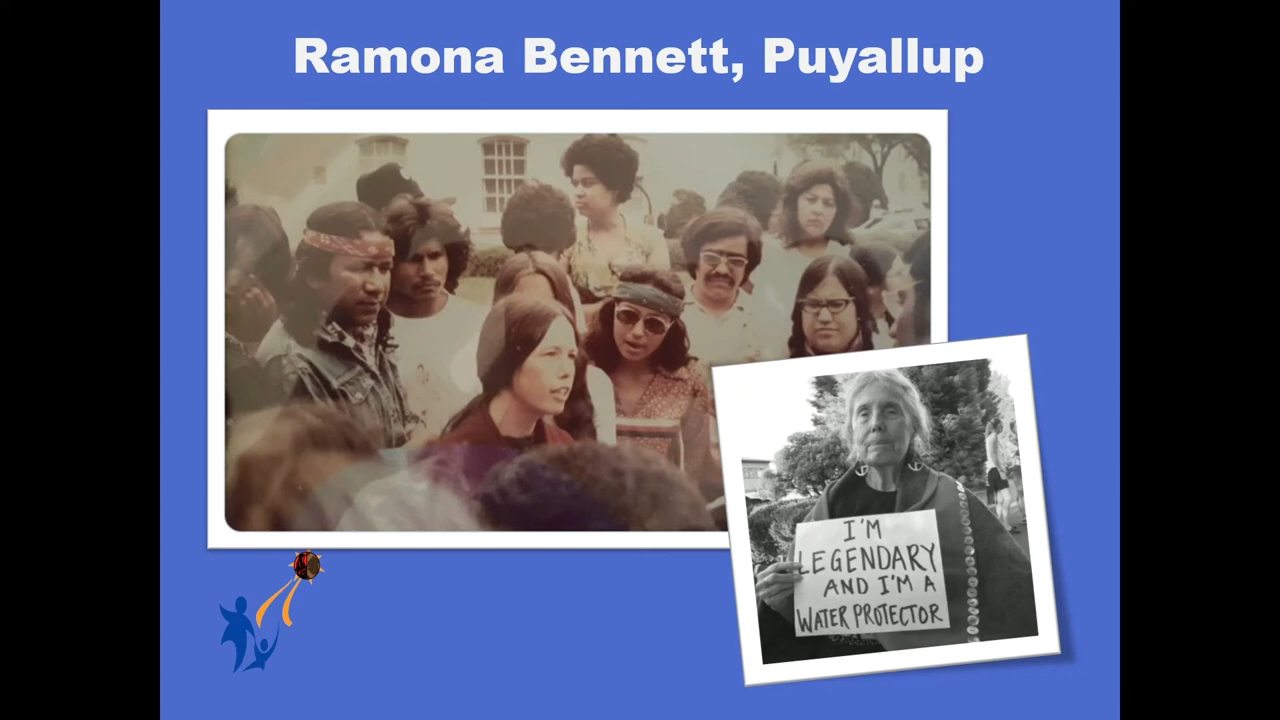 Ramona Bennett, Puyallup
I'M
LEGENDARY
AND I'M A
WATER PROTECTOR